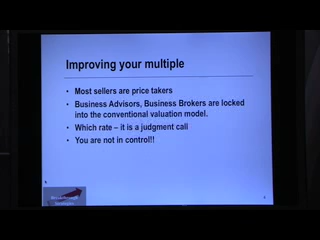 Improving your multiple
• Most sellers are price takers
• Business Advisors, Business Brokers are locked
into the conventional valuation model.
• Which rate – it is a judgment call
• You are not in control!!